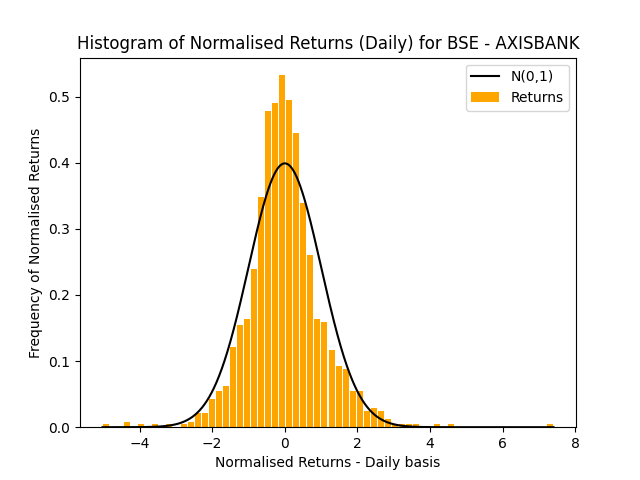 Histogram of Normalised Returns (Daily) for BSE - AXISBANK
N(0,1)
Returns
Frequency of Normalised Returns
0.5
0.4
0.3
0.2
0.1
0.0
−4
−2
0
2
4
6
8
Normalised Returns - Daily basis